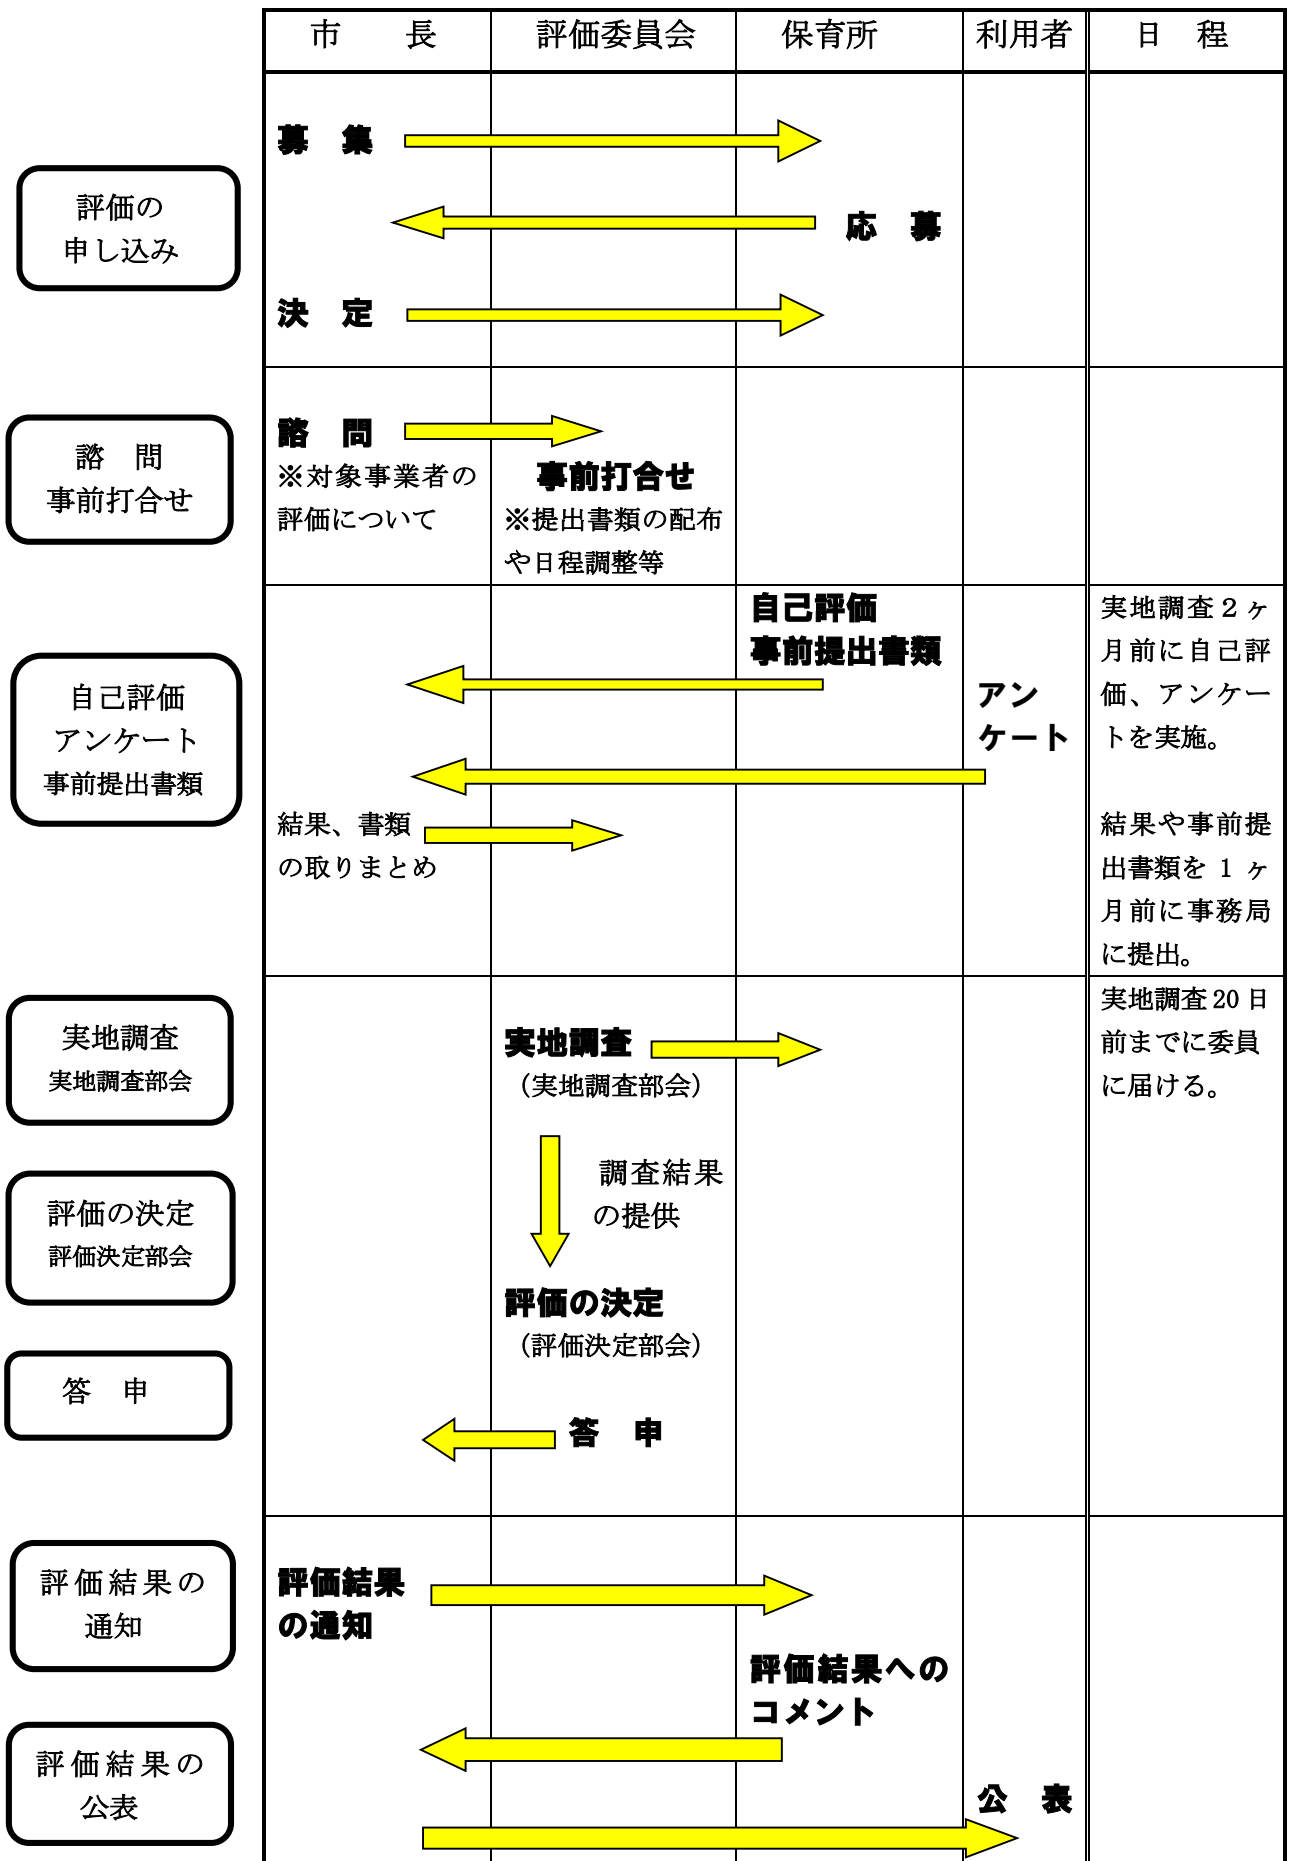 市　長　評価委員会　保育所　利用者　日　程
評価の
申し込み
募　集
応　募
決　定
諮　問
事前打合せ
諮　問
※対象事業者の
評価について
事前打合せ
※提出書類の配布
や日程調整等
自己評価
アンケート
事前提出書類
結果、書類
の取りまとめ
自己評価
事前提出書類
アン
ケート
実地調査２ヶ
月前に自己評
価、アンケー
トを実施。
結果や事前提
出書類を１ヶ
月前に事務局
に提出。
実地調査
実地調査部会
評価の決定
評価決定部会
答　申
実地調査
（実地調査部会）
調査結果
の提供
評価の決定
（評価決定部会）
答　申
実地調査20日
前までに委員
に届ける。
評価結果の
通知
評価結果の
公表
評価結果
の通知
評価結果への
コメント
公　表